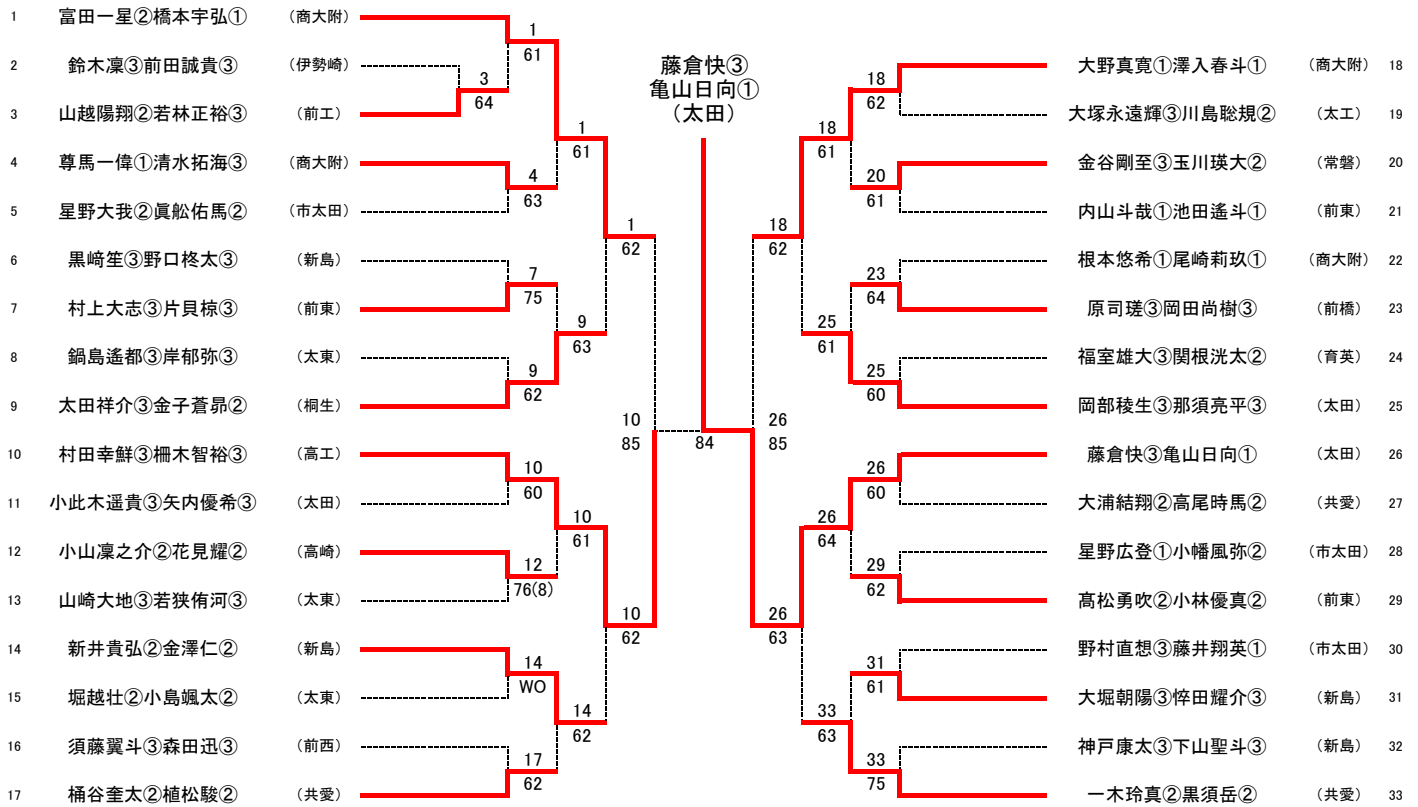 1 富田一星②橋本宇弘① (商大附)
2 鈴木凜③前田誠貴③ (伊勢崎)
3 山越陽翔②若林正裕③ (前工)
4 尊馬一偉①清水拓海③ (商大附)
5 星野大我②眞舩佑馬② (市太田)
6 黒﨑笙③野口柊太③ (新島)
7 村上大志③片貝椋③ (前東)
8 鍋島遙都③岸郁弥③ (太東)
9 太田祥介③金子蒼昴② (桐生)
10 村田幸鮮③柵木智裕③ (高工)
11 小此木遥貴③矢内優希③ (太田)
12 小山凜之介②花見耀② (高崎)
13 山崎大地③若狭侑河③ (太東)
14 新井貴弘②金澤仁② (新島)
15 堀越壮②小島颯太② (太東)
16 須藤翼斗③森田迅③ (前西)
17 桶谷奎太②植松駿② (共愛)
1
61
3
64
4
63
7
75
9
62
10
60
12
76(8)
14
WO
17
62
1
61
9
63
10
61
14
62
1
62
10
62
10
85
藤倉快③
亀山日向①
(太田)
84
26
85
18
62
26
63
18
61
25
61
26
64
33
63
18
62
20
61
23
64
25
60
26
60
29
62
31
61
33
75
大野真寛①澤入春斗① (商大附) 18
大塚永遠輝③川島聡規② (太工) 19
金谷剛至③玉川瑛大② (常磐) 20
内山斗哉①池田遙斗① (前東) 21
根本悠希①尾崎莉玖① (商大附) 22
原司瑳③岡田尚樹③ (前橋) 23
福室雄大③関根洸太② (育英) 24
岡部稜生③那須亮平③ (太田) 25
藤倉快③亀山日向① (太田) 26
大浦結翔②高尾時馬② (共愛) 27
星野広登①小幡風弥② (市太田) 28
髙松勇吹②小林優真② (前東) 29
野村直想③藤井翔英① (市太田) 30
大堀朝陽③悴田耀介③ (新島) 31
神戸康太③下山聖斗③ (新島) 32
一木玲真②黒須岳② (共愛) 33